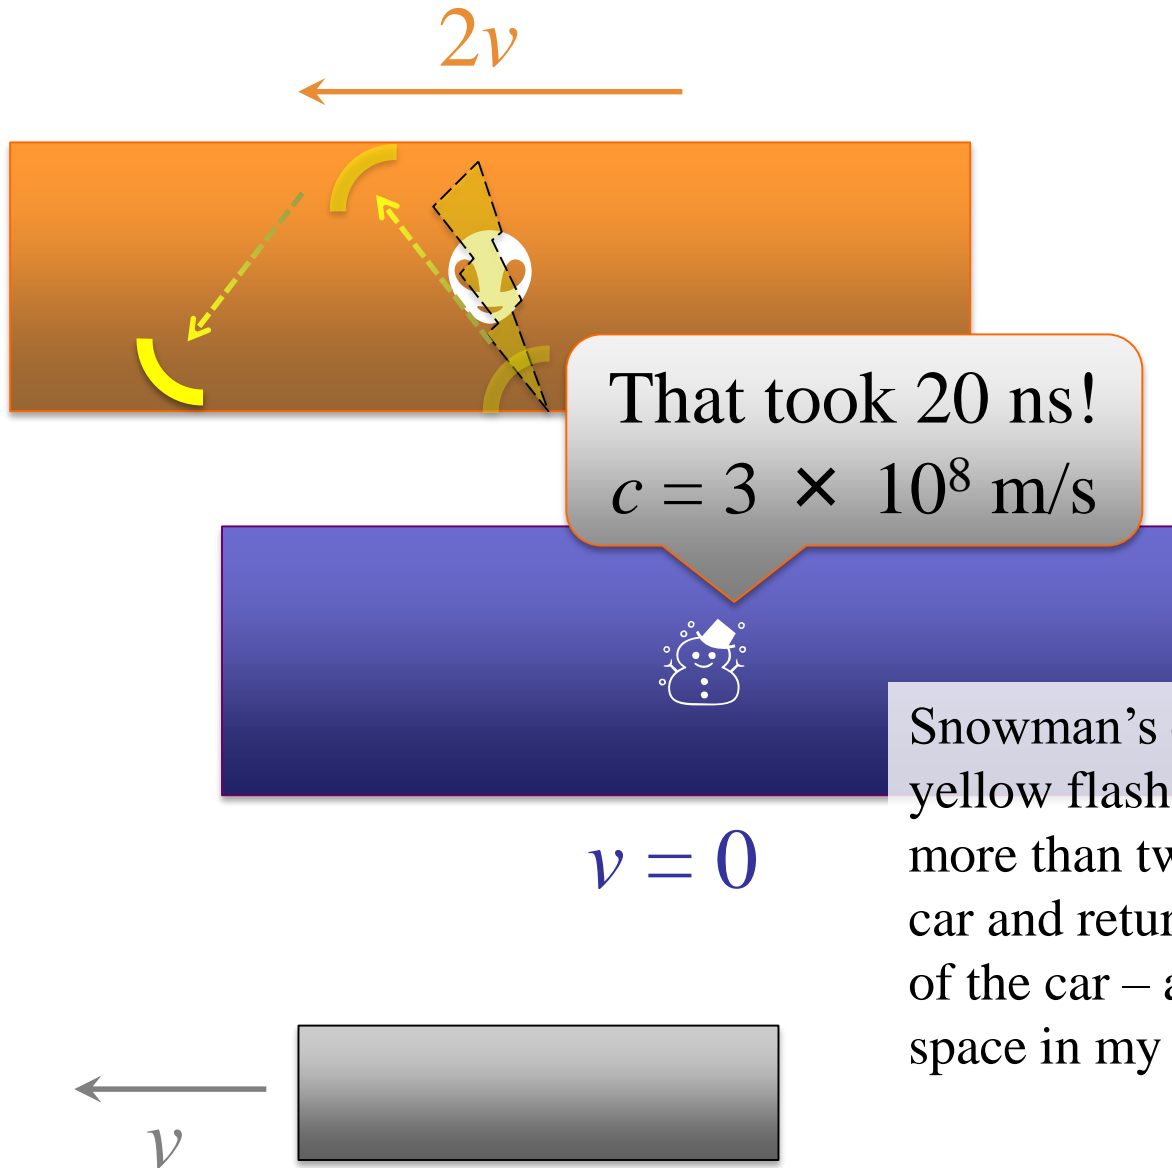 2v
That took 20 ns!
c = 3 × 10⁸ m/s
v = 0
Snowman’s
yellow flash
more than
car and
of the car –
space in my
v